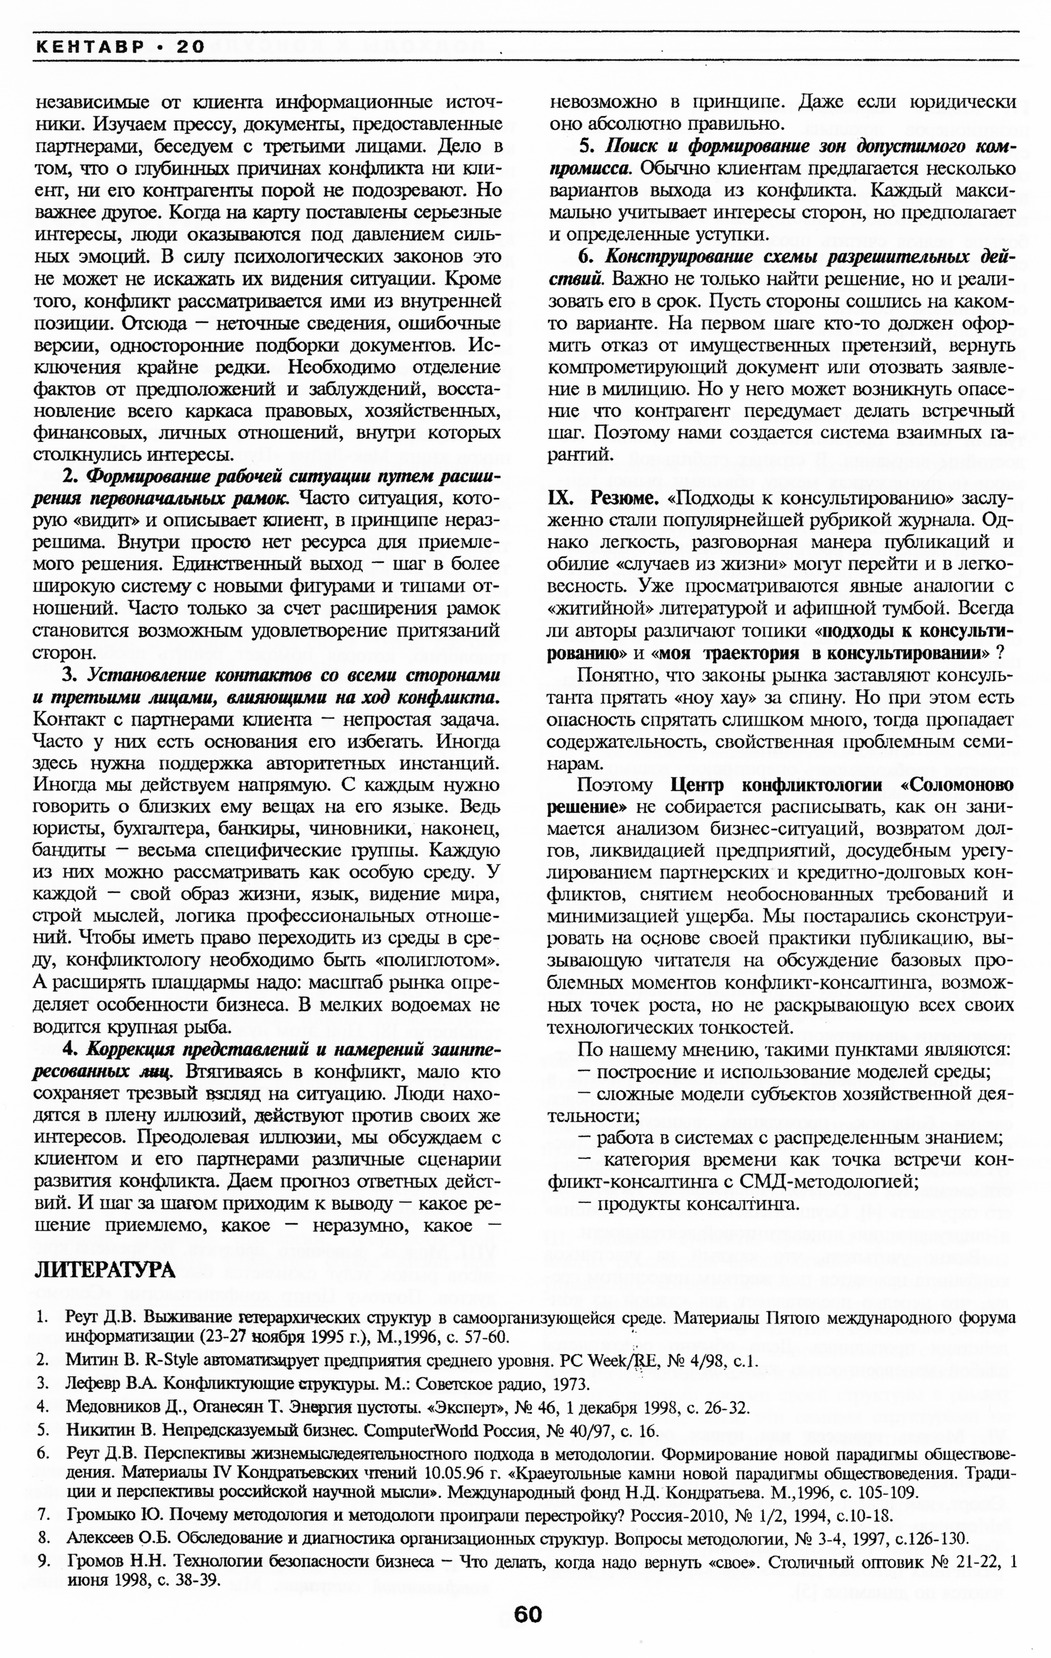 КЕНТАВР • 20
независимые от клиента информационные источ-
ники. Изучаем прессу, документы, предоставленные
партнерами, беседуем с третьими лицами. Дело в
том, что о глубинных причинах конфликта ни кли-
ент, ни его контрагенты порой не подозревают. Но
важнее другое. Когда на карту поставлены серьезные
интересы, люди оказываются под давлением силь-
ных эмоций. В силу психологических законов это
не может не искажать их видения ситуации. Кроме
того, конфликт рассматривается ими из внутренней
позиции. Отсюда — неточные сведения, ошибочные
версии, односторонние подборки документов. Ис-
ключения крайне редки. Необходимо отделение
фактов от предположений и заблуждений, восста-
новление всего каркаса правовых, хозяйственных,
финансовых, личных отношений, внутри которых
столкнулись интересы.
2. Формирование рабочей ситуации путем расши-
рения первоначальных рамок. Часто ситуация, кото-
рую «видит» и описывает клиент, в принципе нераз-
решима. Внутри просто нет ресурса для приемле-
мого решения. Единственный выход — шаг в более
широкую систему с новыми фигурами и типами от-
ношений. Часто только за счет расширения рамок
становится возможным удовлетворение притязаний
сторон.
3. Установление контактов со всеми сторонами
и третьими лицами, влияющими на ход конфликта.
Контакт с партнерами клиента — непростая задача.
Часто у них есть основания его избегать. Иногда
здесь нужна поддержка авторитетных инстанций.
Иногда мы действуем напрямую. С каждым нужно
говорить о близких ему вещах на его языке. Ведь
юристы, бухгалтера, банкиры, чиновники, наконец,
бандиты — весьма специфические группы. Каждую
из них можно рассматривать как особую среду. У
каждой — свой образ жизни, язык, видение мира,
строй мыслей, логика профессиональных отноше-
ний. Чтобы иметь право переходить из среды в сре-
ду, конфликтологу необходимо быть «полиглотом».
А расширять плацдармы надо: масштаб рынка опре-
деляет особенности бизнеса. В мелких водоемах не
водится крупная рыба.
4. Коррекция представлений и намерений заинте-
ресованных лиц. Втягиваясь в конфликт, мало кто
сохраняет трезвый взгляд на ситуацию. Люди нахо-
дятся в плену иллюзий, действуют против своих же
интересов. Преодолевая иллюзии, мы обсуждаем с
клиентом и его партнерами различные сценарии
развития конфликта. Даем прогноз ответных дейст-
вий. И шаг за шагом приходим к выводу — какое ре-
шение приемлемо, какое — неразумно, какое —
невозможно в принципе. Даже если юридически
оно абсолютно правильно.
5. Поиск и формирование зон допустимого ком-
промисса. Обычно клиентам предлагается несколько
вариантов выхода из конфликта. Каждый макси-
мально учитывает интересы сторон, но предполагает
и определенные уступки.
6. Конструирование схемы разрешительных дей-
ствий. Важно не только найти решение, но и реали-
зовать его в срок. Пусть стороны сошлись на каком-
то варианте. На первом шаге кто-то должен офор-
мить отказ от имущественных претензий, вернуть
компрометирующий документ или отозвать заявле-
ние в милицию. Но у него может возникнуть опасе-
ние что контрагент передумает делать встречный
шаг. Поэтому нами создается система взаимных га-
рантий.
IX. Резюме. «Подходы к консультированию» заслу-
женно стали популярнейшей рубрикой журнала. Од-
нако легкость, разговорная манера публикаций и
обилие «случаев из жизни» могут перейти и в легко-
весность. Уже просматриваются явные аналогии с
«житийной» литературой и афишной тумбой. Всегда
ли авторы различают топики «подходы к консульти-
рованию» и «моя траектория в консультировании» ?
Понятно, что законы рынка заставляют консуль-
танта прятать «ноу хау» за спину. Но при этом есть
опасность спрятать слишком много, тогда пропадает
содержательность, свойственная проблемным семи-
нарам.
Поэтому Центр конфликтологии «Соломоново
решение» не собирается расписывать, как он зани-
мается анализом бизнес-ситуаций, возвратом дол-
гов, ликвидацией предприятий, досудебным урегу-
лированием партнерских и кредитно-долговых кон-
фликтов, снятием необоснованных требований и
минимизацией ущерба. Мы постарались сконструи-
ровать на основе своей практики публикацию, вы-
зывающую читателя на обсуждение базовых про-
блемных моментов конфликт-консалтинга, возмож-
ных точек роста, но не раскрывающую всех своих
технологических тонкостей.
По нашему мнению, такими пунктами являются:
— построение и использование моделей среды;
— сложные модели субъектов хозяйственной дея-
тельности;
— работа в системах с распределенным знанием;
— категория времени как точка встречи кон-
фликт-консалтинга с СМД-методологией;
— продукты консалтинга.
ЛИТЕРАТУРА
1. Реут Д.В. Выживание гетерархических структур в самоорганизующейся среде. Материалы Пятого международного форума
информатизации (23-27 ноября 1995 г.), М.,1996, с. 57-60.
2. Митин В. R-Style автоматизирует предприятия среднего уровня. PC Week/RE, № 4/98, с.1.
3. Лефевр В.А. Конфликтующие структуры. М.: Советское радио, 1973.
4. Медовников Д., Оганесян Т. Энергия пустоты. «Эксперт», № 46, 1 декабря 1998, с. 26-32.
5. Никитин В. Непредсказуемый бизнес. ComputerWorld Россия, № 40/97, с. 16.
6. Реут Д.В. Перспективы жизнемыследеятельностного подхода в методологии. Формирование новой парадигмы обществове-
дения. Материалы IV Кондратьевских чтений 10.05.96 г. «Краеугольные камни новой парадигмы обществоведения. Тради-
ции и перспективы российской научной мысли». Международный фонд Н.Д. Кондратьева. М.,1996, с. 105-109.
7. Громыко Ю. Почему методология и методологи проиграли перестройку? Россия-2010, № 1/2, 1994, с.10-18.
8. Алексеев О.Б. Обследование и диагностика организационных структур. Вопросы методологии, № 3-4, 1997, с.126-130.
9. Громов Н.Н. Технологии безопасности бизнеса — Что делать, когда надо вернуть «свое». Столичный оптовик № 21-22, 1
июня 1998, с. 38-39.
60